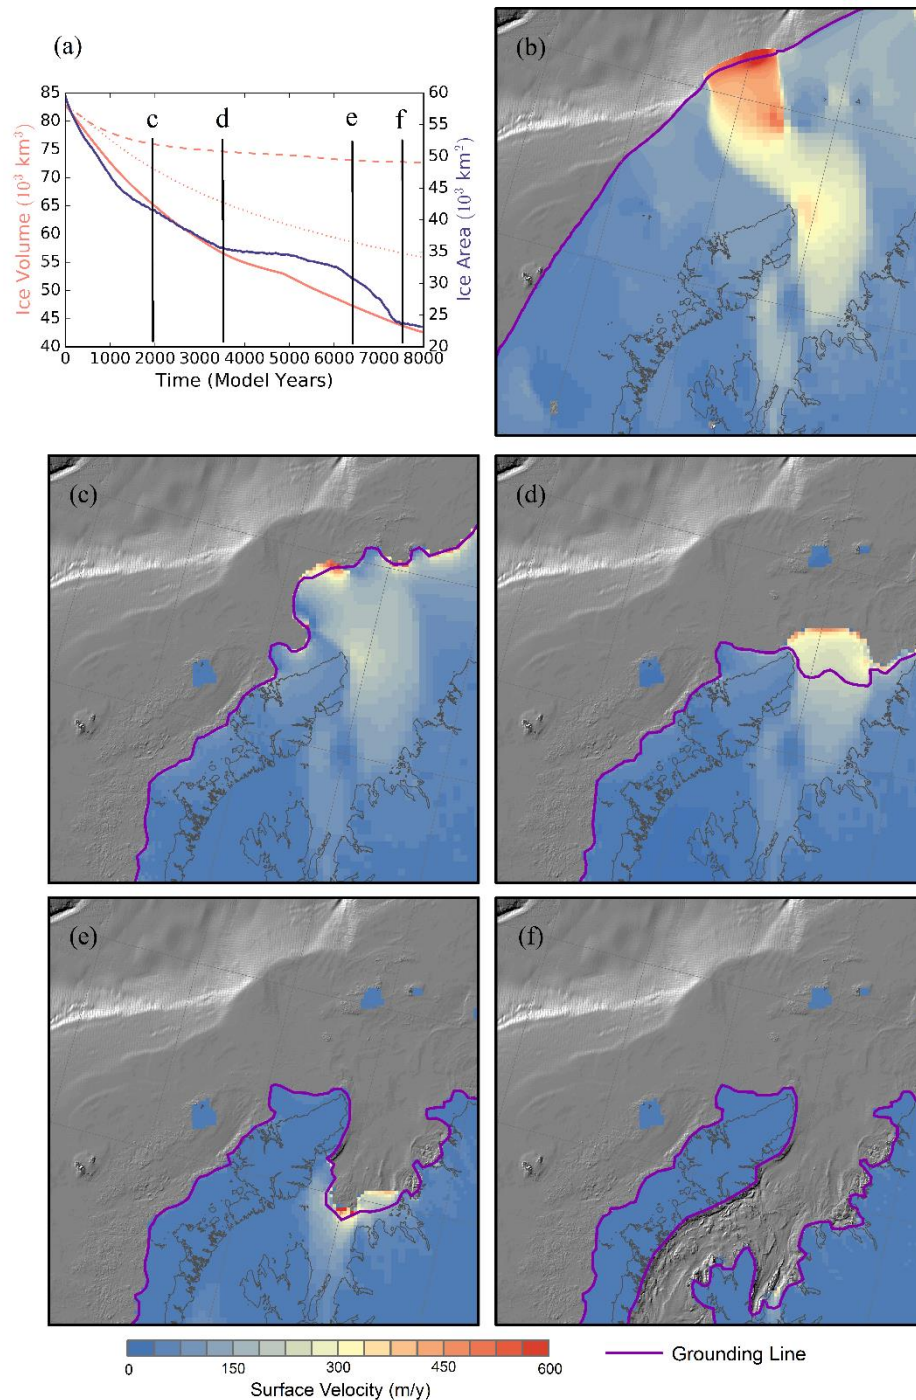 (a)
Ice Volume (10³ km³)
85
80
75
70
65
60
55
50
45
40
c
d
e
f
60
55
50
45
40
35
30
25
20
Ice Area (10³ km²)
0 1000 2000 3000 4000 5000 6000 7000 8000
Time (Model Years)
(b)
(c)
(d)
(e)
(f)
0 150 300 450 600
Surface Velocity (m/y)
Grounding Line